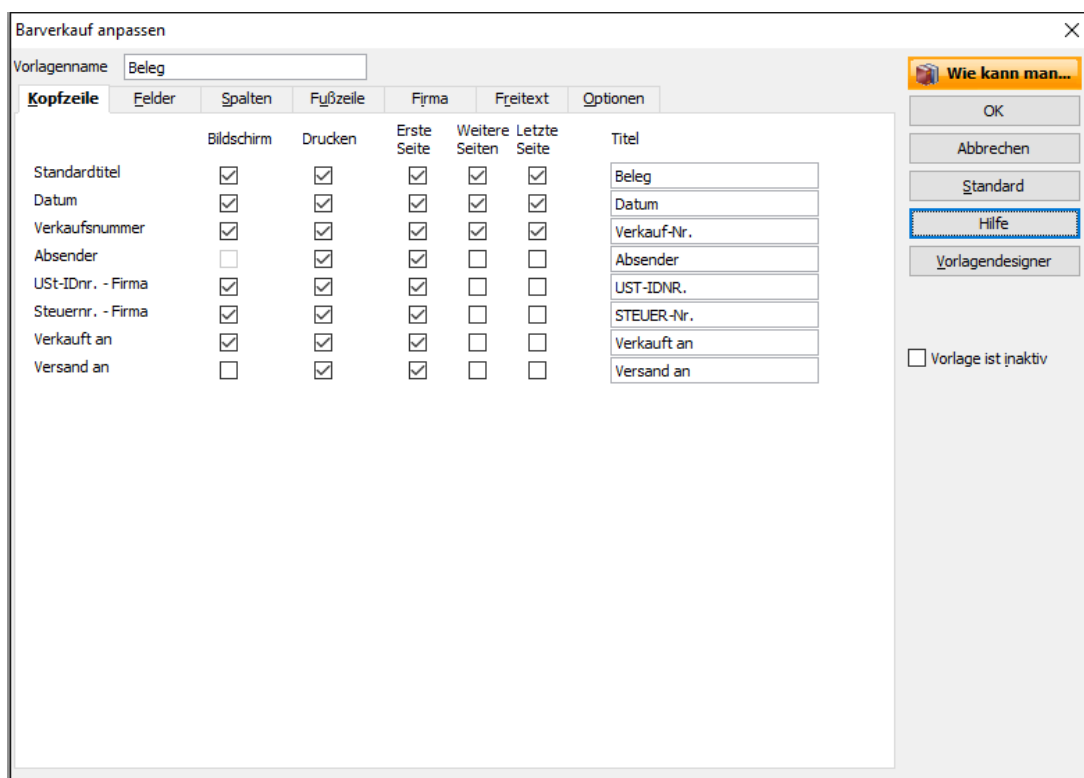 Barverkauf anpassen
Vorlagenname Beleg
Wie kann man...
Kopfzeile Felder Spalten Fußzeile Firma Freitext Optionen
OK
Abbrechen
Standard
Hilfe
Vorlagendesigner
Vorlage ist inaktiv
Bildschirm Drucken Erste Seite Weitere Seiten Letzte Seite Titel
Standardtitel Beleg
Datum Datum
Verkaufsnummer Verkauf-Nr.
Absender Absender
USt-IDnr. - Firma UST-IDNR.
Steuernr. - Firma STEUER-Nr.
Verkauft an Verkauft an
Versand an Versand an